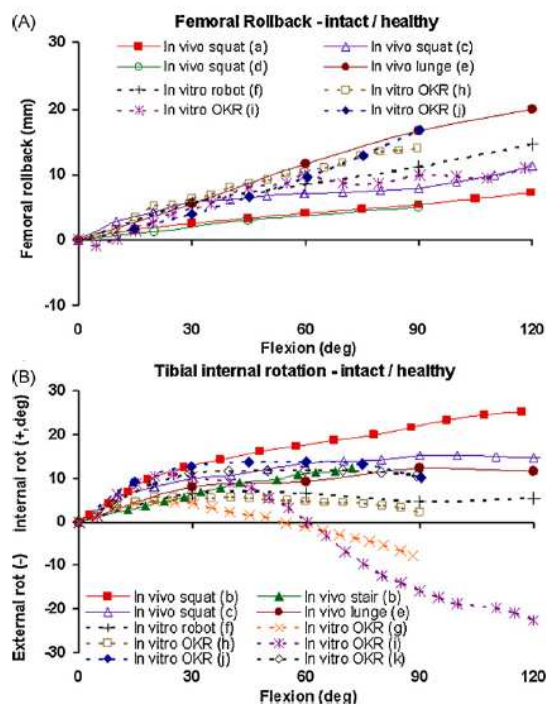 (A) Femoral Rollback - intact / healthy
In vivo squat (a) In vivo squat (c)
In vivo squat (d) In vivo lunge (e)
In vitro robot (f) In vitro OKR (h)
In vitro OKR (i) In vitro OKR (j)
Femoral rollback (mm)
30
20
10
0
-10
0 30 60 90 120
Flexion (deg)
(B) Tibial internal rotation - intact / healthy
Internal rot (+,deg)
External rot (-)
30
20
10
0
-10
-20
-30
In vivo squat (b) In vivo stair (b)
In vivo squat (c) In vivo lunge (e)
In vitro robot (f) In vitro OKR (g)
In vitro OKR (h) In vitro OKR (i)
In vitro OKR (j) In vitro OKR (k)
0 30 60 90 120
Flexion (deg)